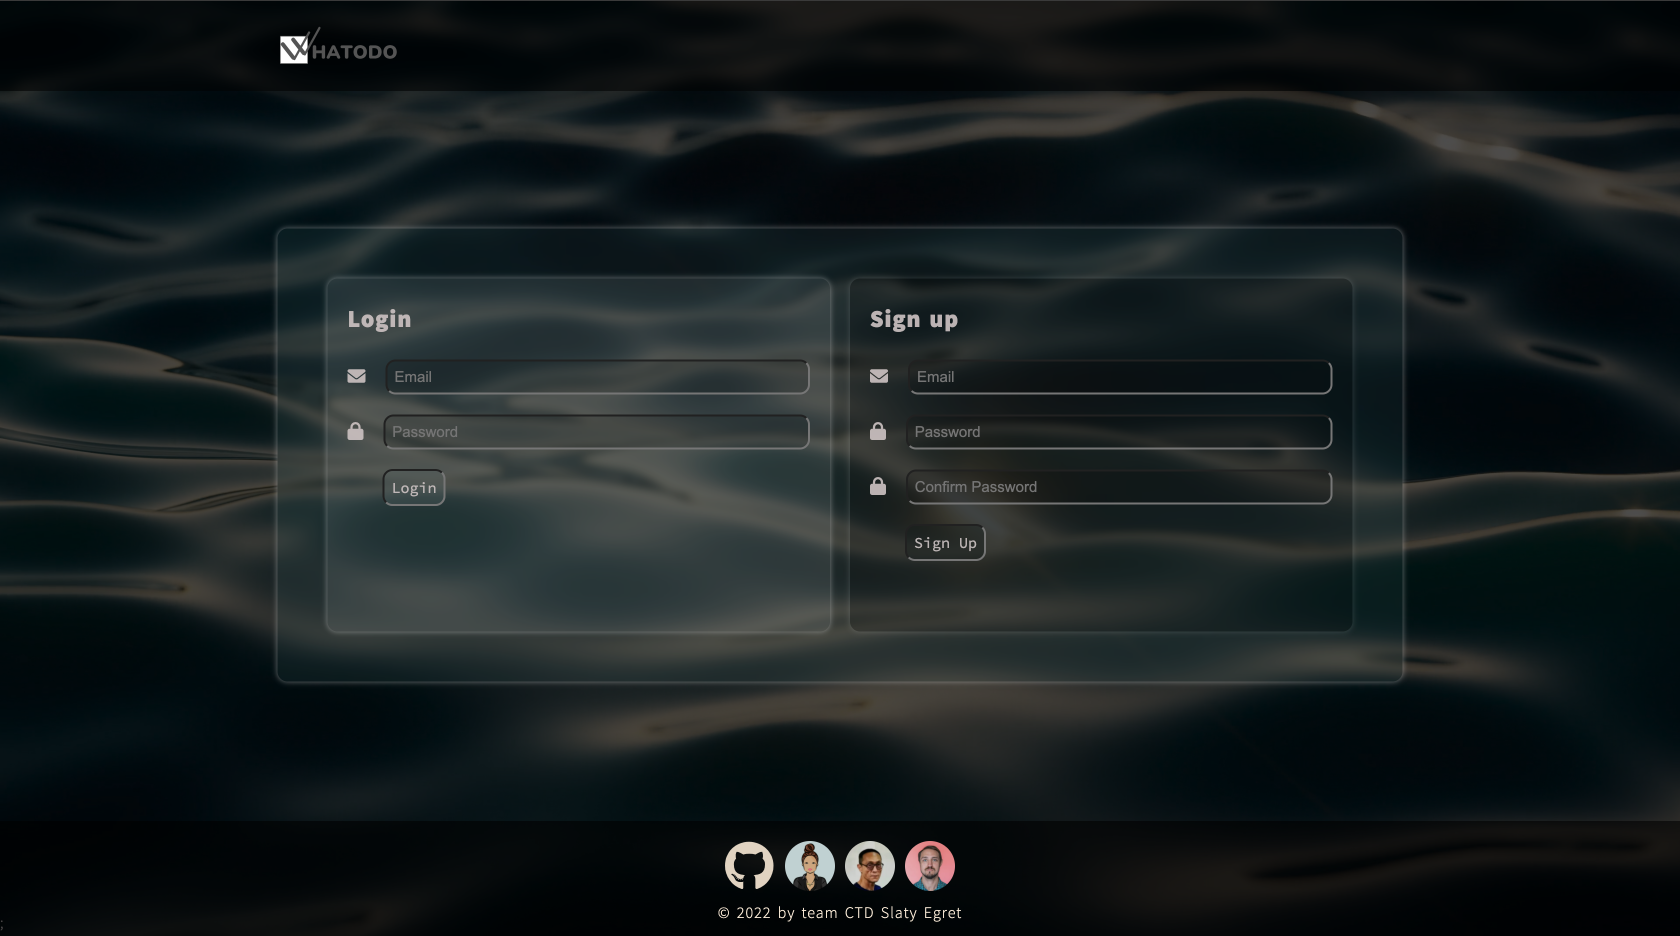 WHATODO
Login
Email
Password
Login
Sign up
Email
Password
Confirm Password
Sign Up
© 2022 by team CTD Slaty Egret
;